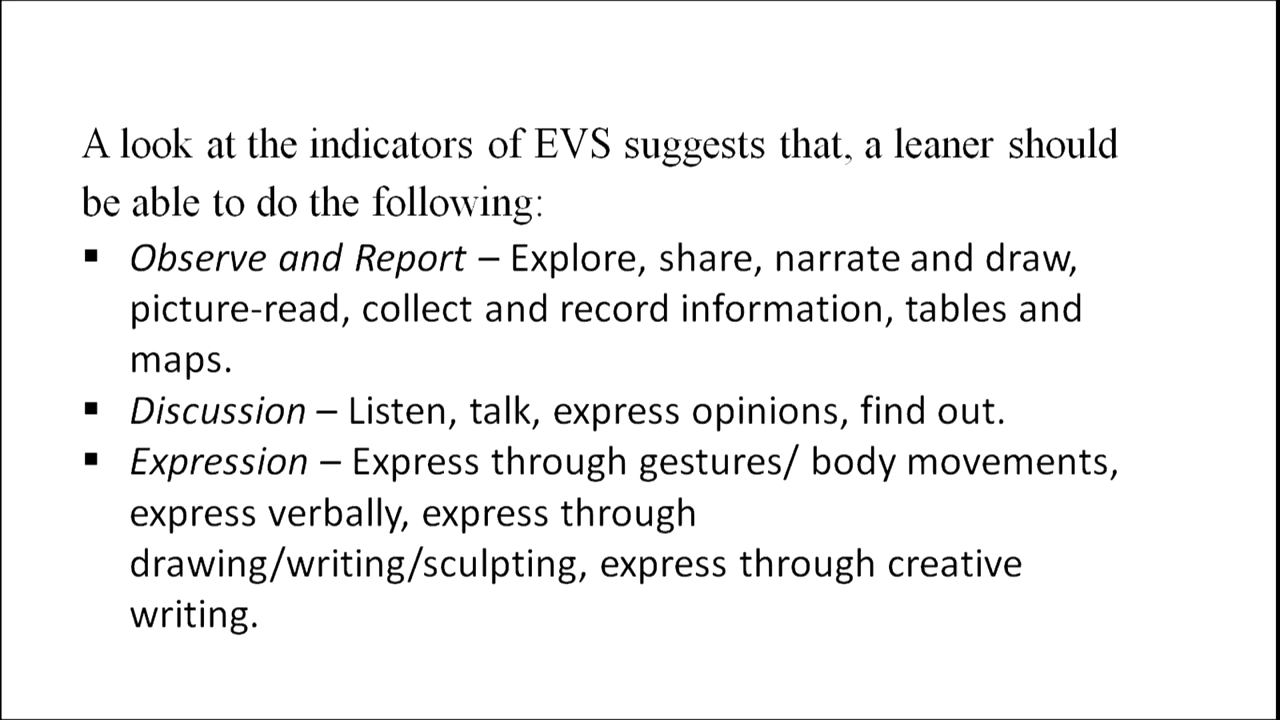 A look at the indicators of EVS suggests that, a leaner should
be able to do the following:
▪ Observe and Report – Explore, share, narrate and draw,
picture-read, collect and record information, tables and
maps.
▪ Discussion – Listen, talk, express opinions, find out.
▪ Expression – Express through gestures/ body movements,
express verbally, express through
drawing/writing/sculpting, express through creative
writing.